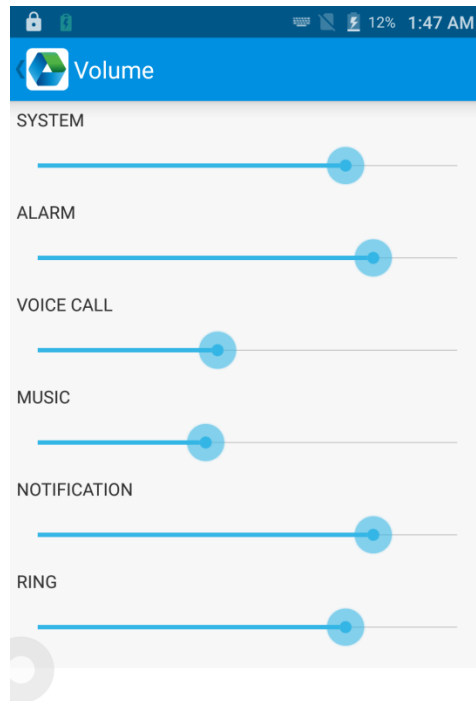 12% 1:47 AM
Volume
SYSTEM
ALARM
VOICE CALL
MUSIC
NOTIFICATION
RING